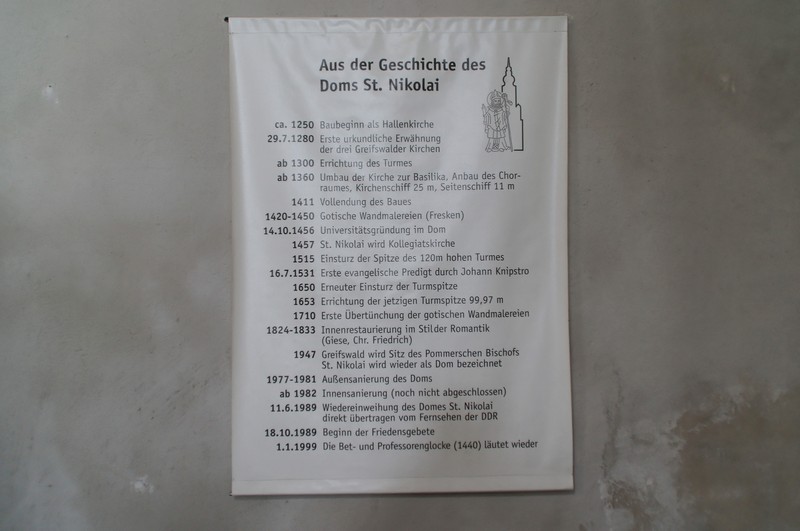 Aus der Geschichte des
Doms St. Nikolai
ca. 1250 Baubeginn als Hallenkirche
29.7.1280 Erste urkundliche Erwähnung
der drei Greifswalder Kirchen
ab 1300 Errichtung des Turmes
ab 1360 Umbau der Kirche zur Basilika, Anbau des Chor-
raumes, Kirchenschiff 25 m, Seitenschiff 11 m
1411 Vollendung des Baues
1420-1450 Gotische Wandmalereien (Fresken)
14.10.1456 Universitätsgründung im Dom
1457 St. Nikolai wird Kollegiatskirche
1515 Einsturz der Spitze des 120m hohen Turmes
16.7.1531 Erste evangelische Predigt durch Johann Knipstro
1650 Erneuter Einsturz der Turmspitze
1653 Errichtung der jetzigen Turmspitze 99,97 m
1710 Erste Übertünchung der gotischen Wandmalereien
1824-1833 Innenrestaurierung im Stilder Romantik
(Giese, Chr. Friedrich)
1947 Greifswald wird Sitz des Pommerschen Bischofs
St. Nikolai wird wieder als Dom bezeichnet
1977-1981 Außensanierung des Doms
ab 1982 Innensanierung (noch nicht abgeschlossen)
11.6.1989 Wiedereinweihung des Domes St. Nikolai
direkt übertragen vom Fernsehen der DDR
18.10.1989 Beginn der Friedensgebete
1.1.1999 Die Bet- und Professorenglocke (1440) läutet wieder